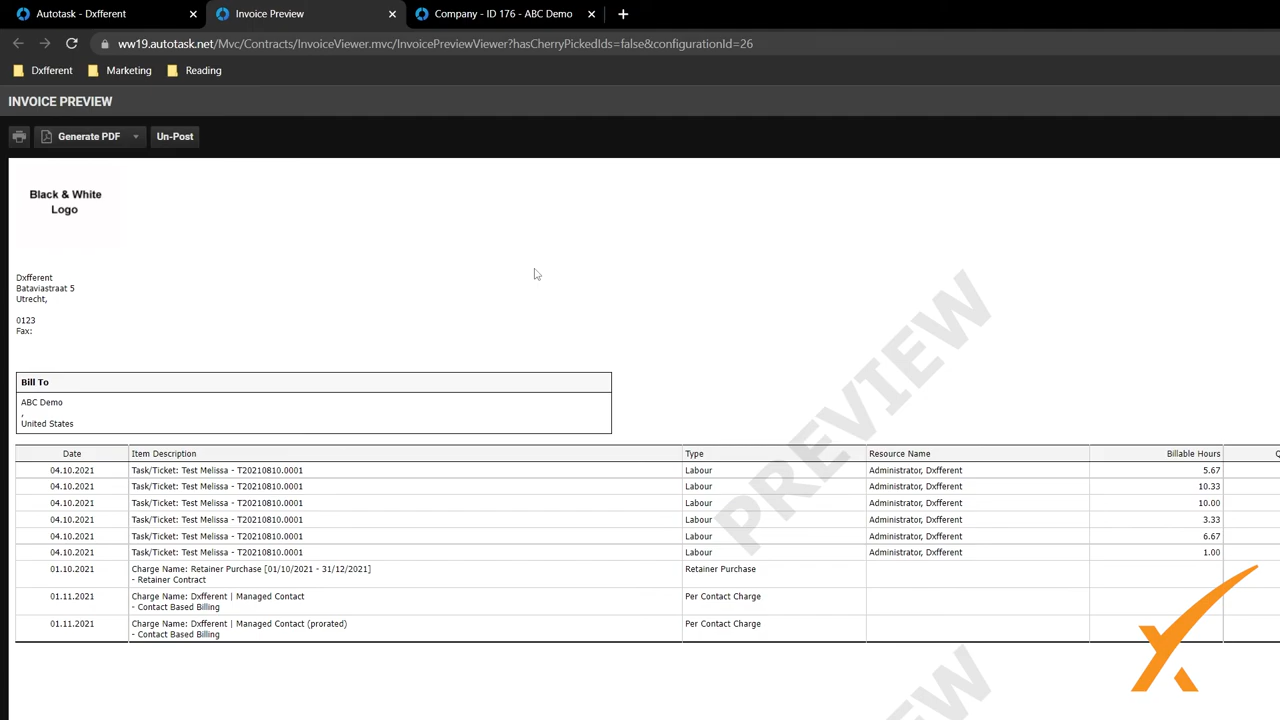 Autotask - Dxfferent
Invoice Preview
Company - ID 176 - ABC Demo
ww19.autotask.net/Mvc/Contracts/InvoiceViewer.mvc/InvoicePreviewViewer?hasCherryPickedIds=false&configurationId=26
Dxfferent Marketing Reading
INVOICE PREVIEW
Generate PDF Un-Post
Black & White
Logo
Dxfferent
Bataviastraat 5
Utrecht,
0123
Fax:
Bill To
ABC Demo
,
United States
Date Item Description Type Resource Name Billable Hours
04.10.2021 Task/Ticket: Test Melissa - T20210810.0001 Labour Administrator, Dxfferent 5.67
04.10.2021 Task/Ticket: Test Melissa - T20210810.0001 Labour Administrator, Dxfferent 10.33
04.10.2021 Task/Ticket: Test Melissa - T20210810.0001 Labour Administrator, Dxfferent 10.00
04.10.2021 Task/Ticket: Test Melissa - T20210810.0001 Labour Administrator, Dxfferent 3.33
04.10.2021 Task/Ticket: Test Melissa - T20210810.0001 Labour Administrator, Dxfferent 6.67
04.10.2021 Task/Ticket: Test Melissa - T20210810.0001 Labour Administrator, Dxfferent 1.00
01.10.2021 Charge Name: Retainer Purchase [01/10/2021 - 31/12/2021] Retainer Purchase
- Retainer Contract
01.11.2021 Charge Name: Dxfferent | Managed Contact Per Contact Charge
- Contact Based Billing
01.11.2021 Charge Name: Dxfferent | Managed Contact (prorated) Per Contact Charge
- Contact Based Billing
PREVIEW